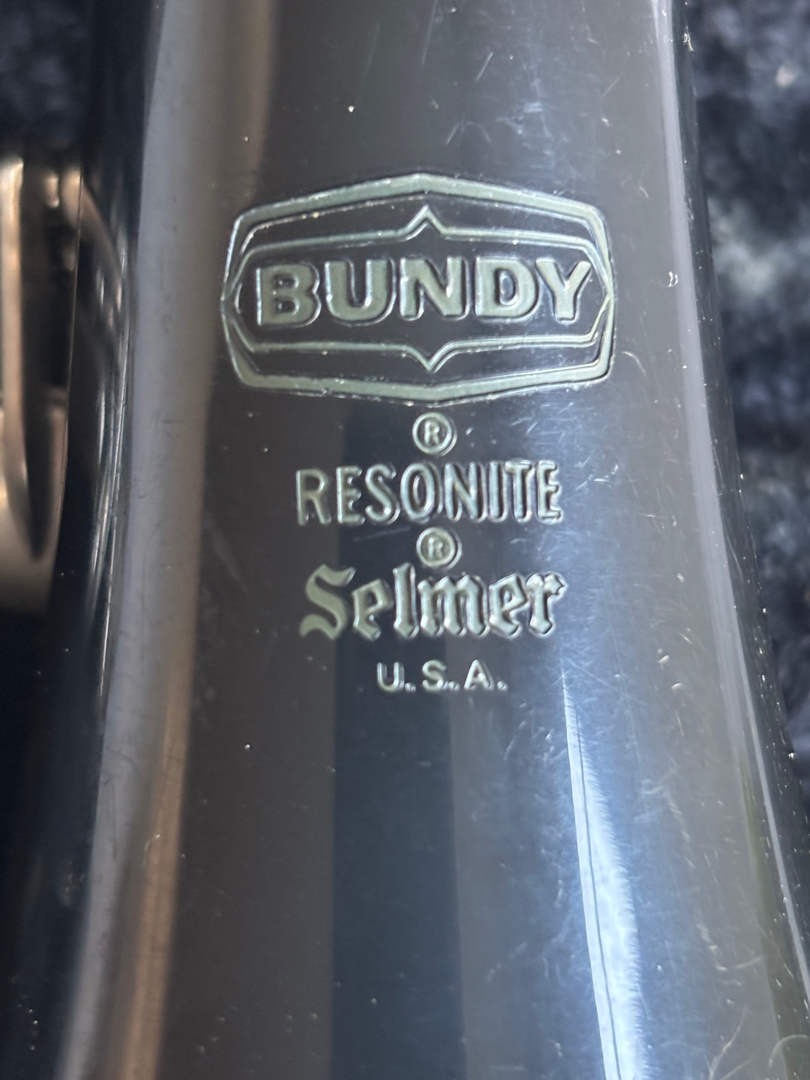 BUNDY
®
RESONITE
®
Selmer
U.S.A.